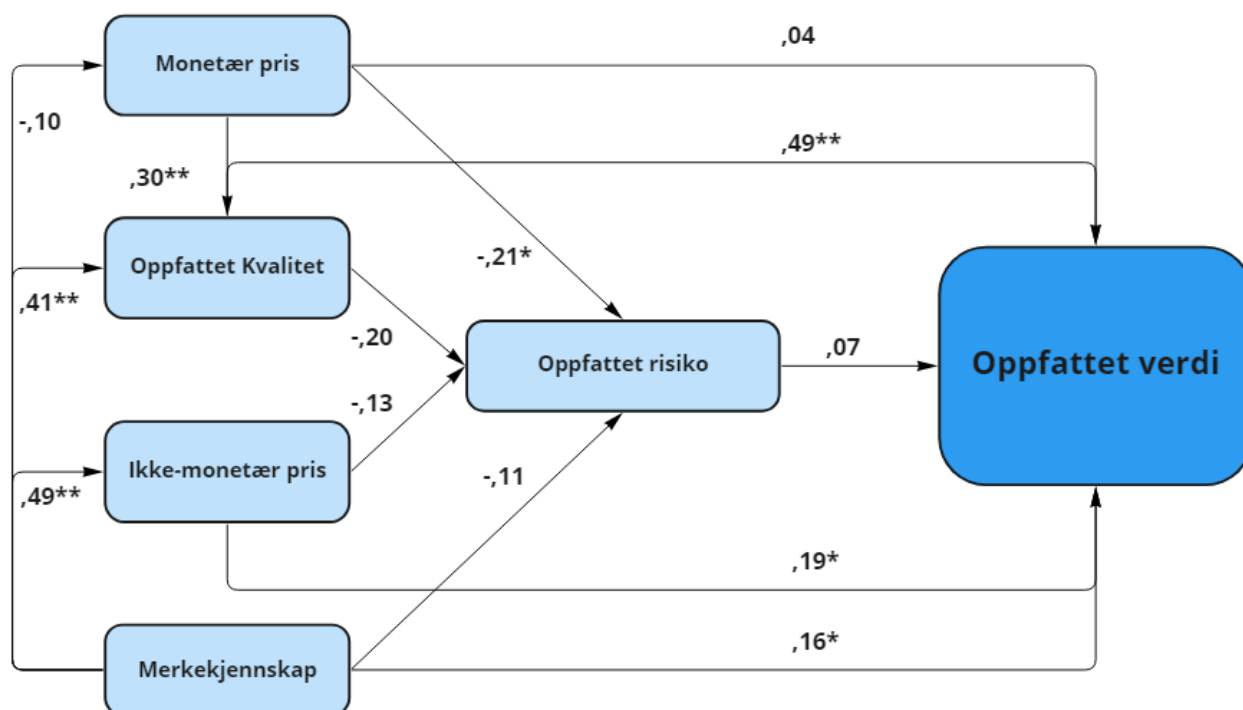 Monetær pris
,04
-,10
,49**
,30**
Oppfattet Kvalitet
-,21*
,41**
-,20
,07
Oppfattet risiko
Oppfattet verdi
-,13
Ikke-monetær pris
-,11
,49**
,19*
,16*
Merkekjennskap